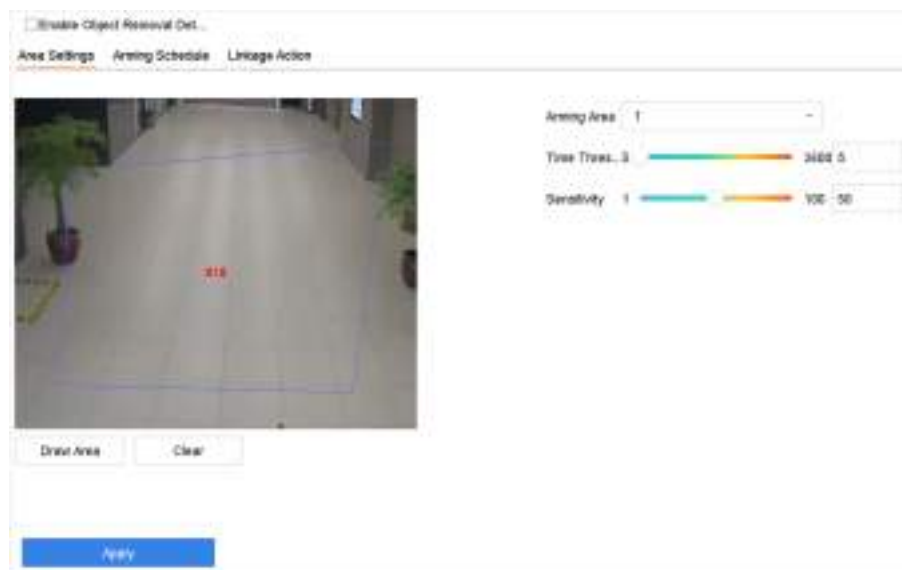 Enable Object Removal Det...
Area Settings Arming Schedule Linkage Action
Arming Area 1
Time Thres... 5 3600 5
Sensitivity 1 100 50
Draw Area Clear
Apply